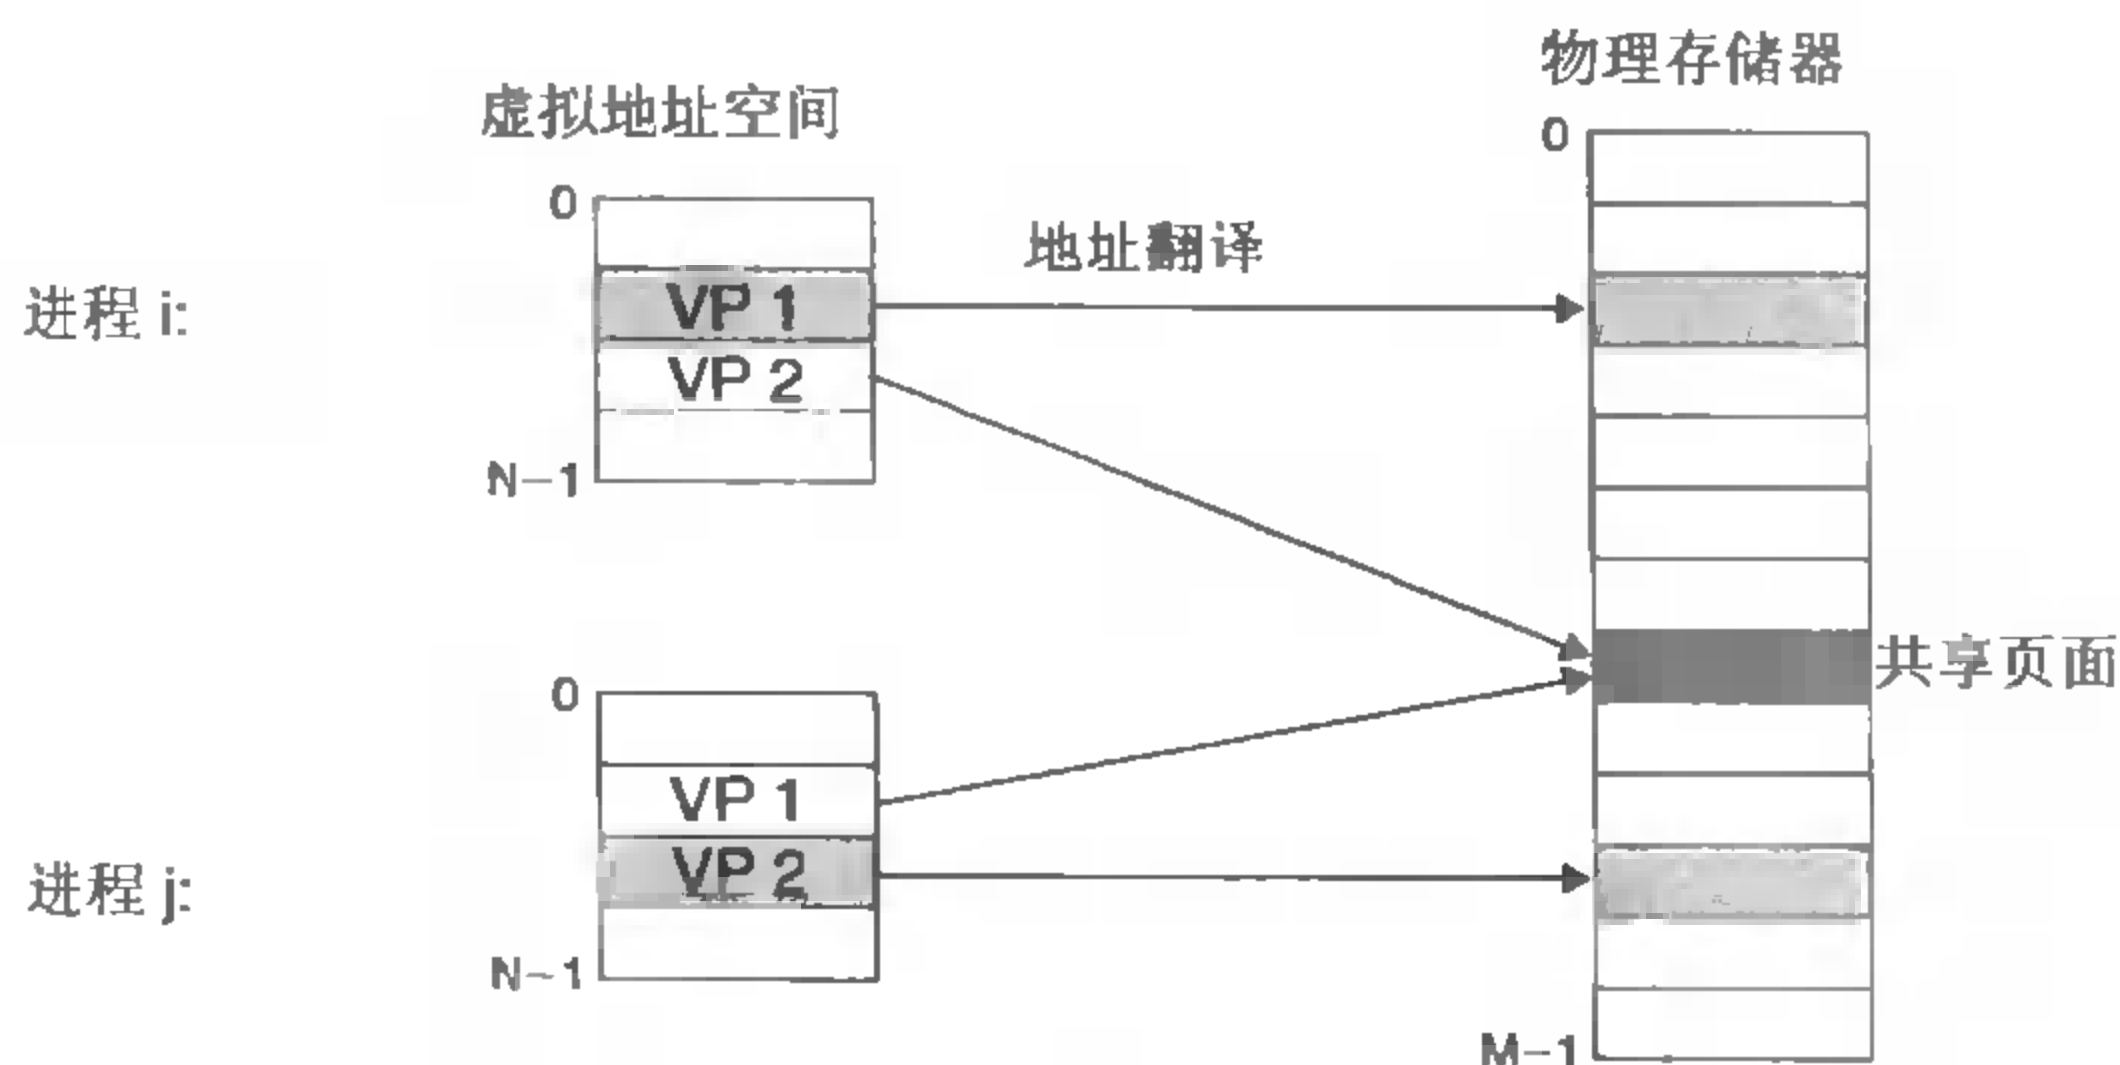 物理存储器
虚拟地址空间
0
0
地址翻译
进程 i:
VP 1
VP 2
N-1
共享页面
0
VP 1
进程 j:
VP 2
N-1
M-1